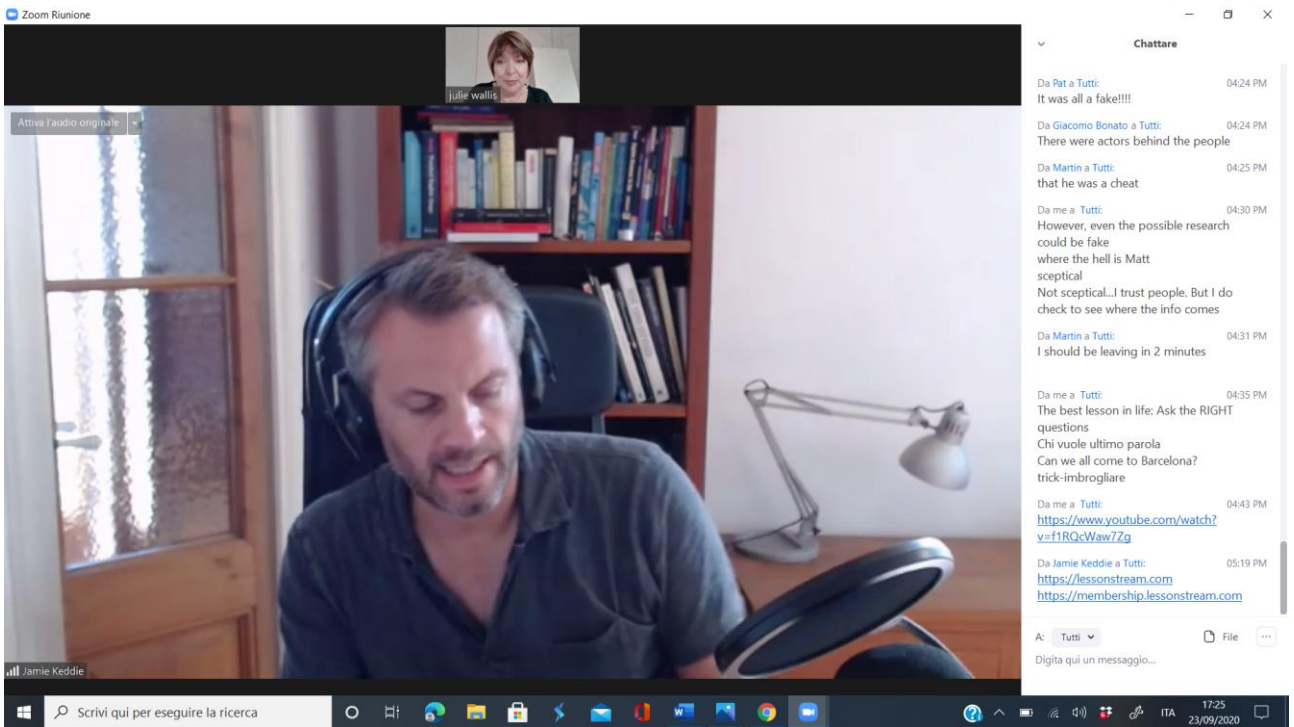 Zoom Riunione
julie wallis
Attiva l'audio originale
Jamie Keddie
Chattare
Da Pat a Tutti: 04:24 PM
It was all a fake!!!!
Da Giacomo Bonato a Tutti: 04:24 PM
There were actors behind the people
Da Martin a Tutti: 04:25 PM
that he was a cheat
Da me a Tutti: 04:30 PM
However, even the possible research
could be fake
where the hell is Matt
sceptical
Not sceptical...I trust people. But I do
check to see where the info comes
Da Martin a Tutti: 04:31 PM
I should be leaving in 2 minutes
Da me a Tutti: 04:35 PM
The best lesson in life: Ask the RIGHT
questions
Chi vuole ultimo parola
Can we all come to Barcelona?
trick-imbrogliare
Da me a Tutti: 04:43 PM
https://www.youtube.com/watch?
v=f1RQcWaw7Zg
Da Jamie Keddie a Tutti: 05:19 PM
https://lessonstream.com
https://membership.lessonstream.com
A: Tutti File
Digita qui un messaggio...
Scrivi qui per eseguire la ricerca
ITA
17:25
23/09/2020